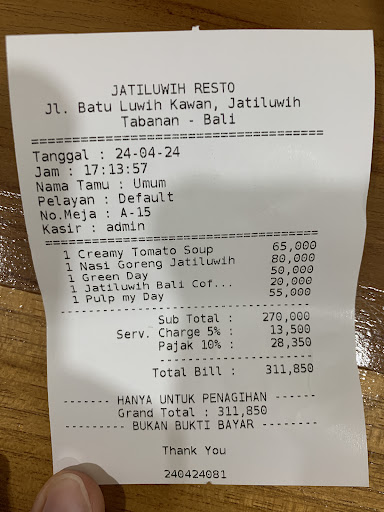 JATILUWIH RESTO
Jl. Batu Luwih Kawan, Jatiluwih
Tabanan - Bali
====================================
Tanggal : 24-04-24
Jam : 17:13:57
Nama Tamu : Umum
Pelayan : Default
No.Meja : A-15
Kasir : admin
====================================
1 Creamy Tomato Soup 65,000
1 Nasi Goreng Jatiluwih 80,000
1 Green Day 50,000
1 Jatiluwih Bali Cof... 20,000
1 Pulp my Day 55,000
------------------------------------
Sub Total : 270,000
Serv. Charge 5% : 13,500
Pajak 10% : 28,350
---------------------
Total Bill : 311,850
------- HANYA UNTUK PENAGIHAN ------
Grand Total : 311,850
-------- BUKAN BUKTI BAYAR --------
Thank You
240424081